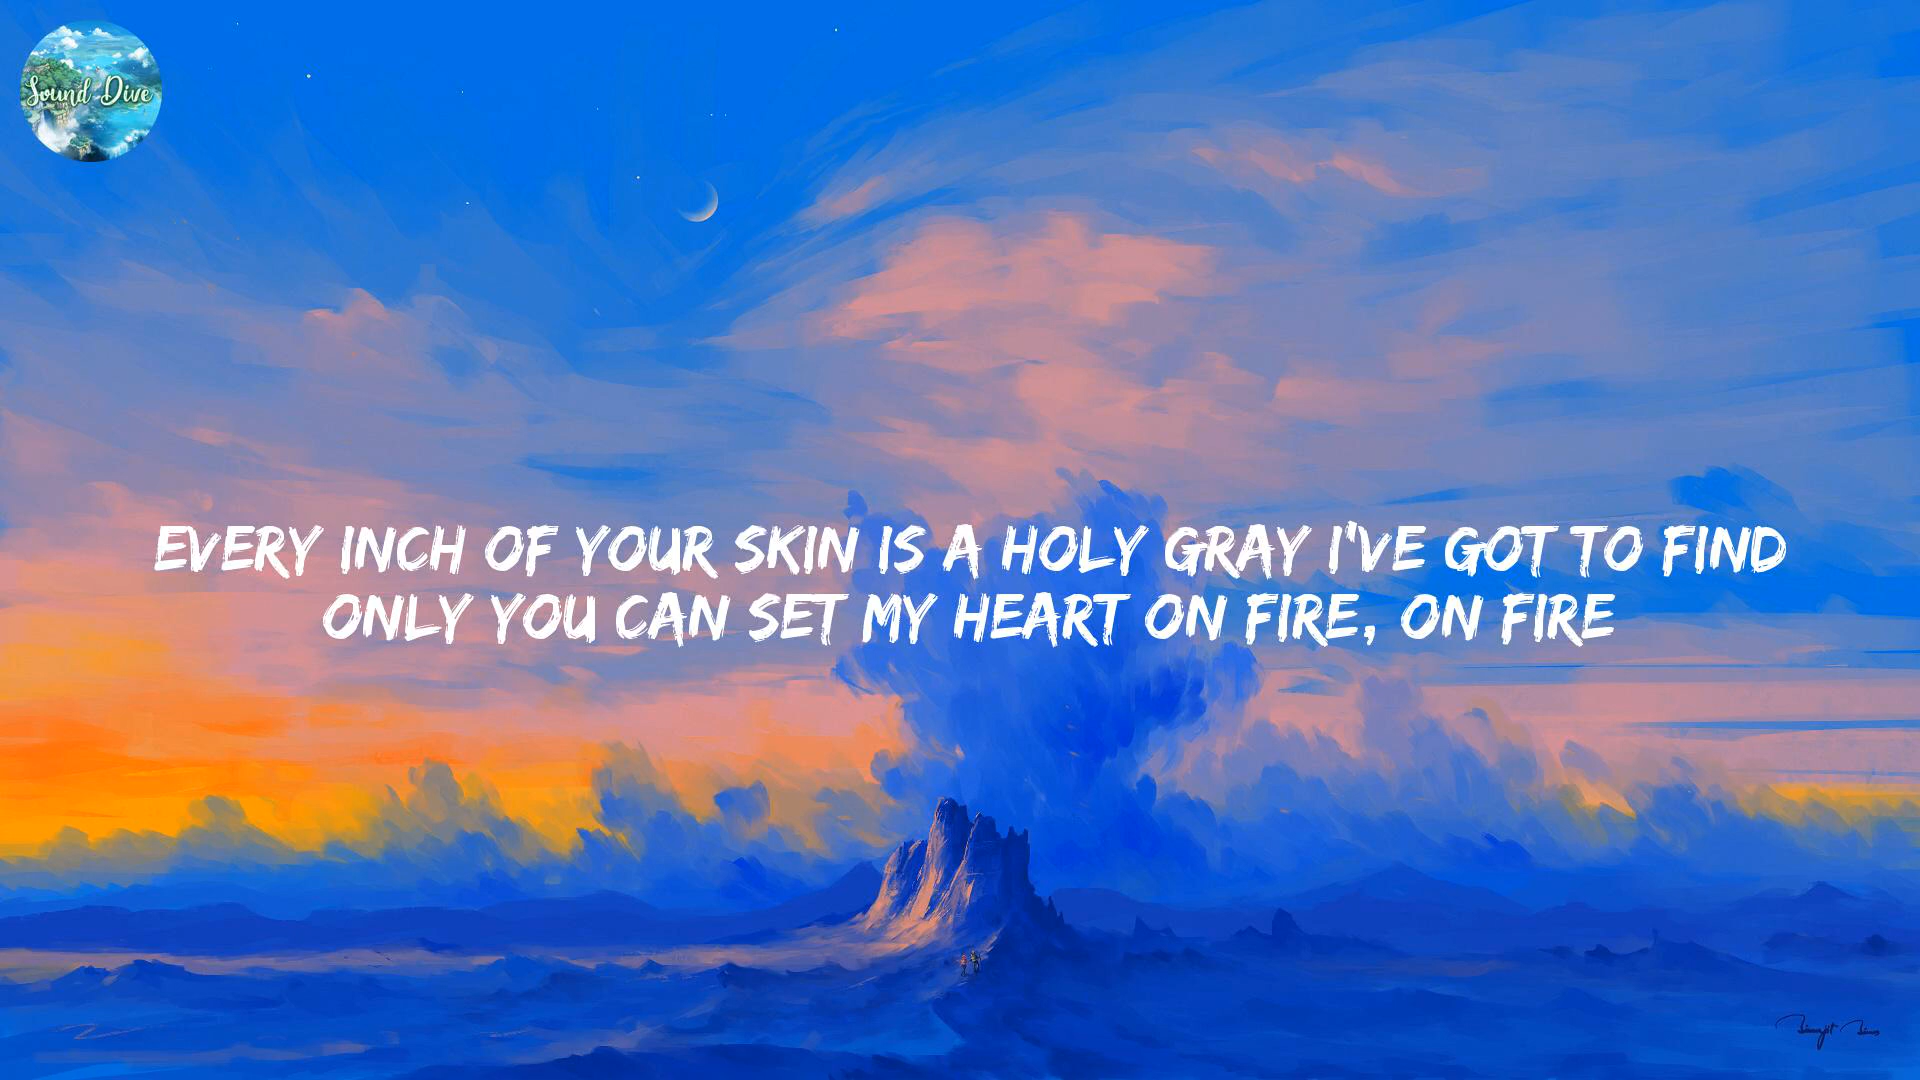 Sound-Dive
EVERY INCH OF YOUR SKIN IS A HOLY GRAY I'VE GOT TO FIND
ONLY YOU CAN SET MY HEART ON FIRE, ON FIRE